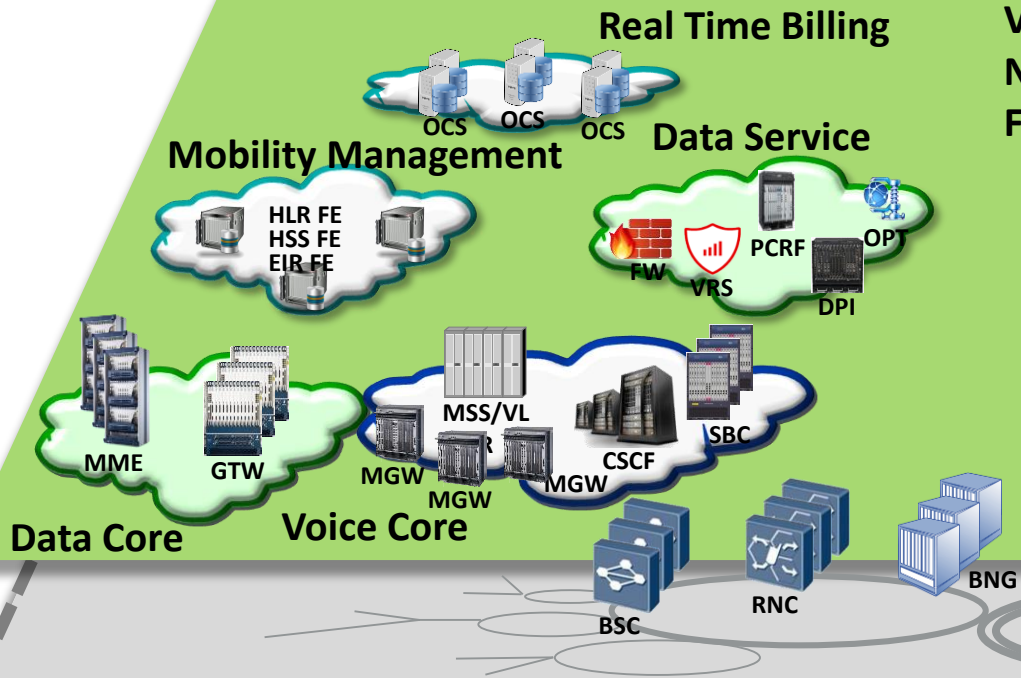 Real Time Billing
V
N
F
OCS
OCS
OCS
Mobility Management
Data Service
HLR FE
HSS FE
EIR FE
FW
VRS
PCRF
OPT
DPI
MME
GTW
MSS/VL
R
MGW
MGW
MGW
CSCF
SBC
Data Core
Voice Core
BSC
RNC
BNG